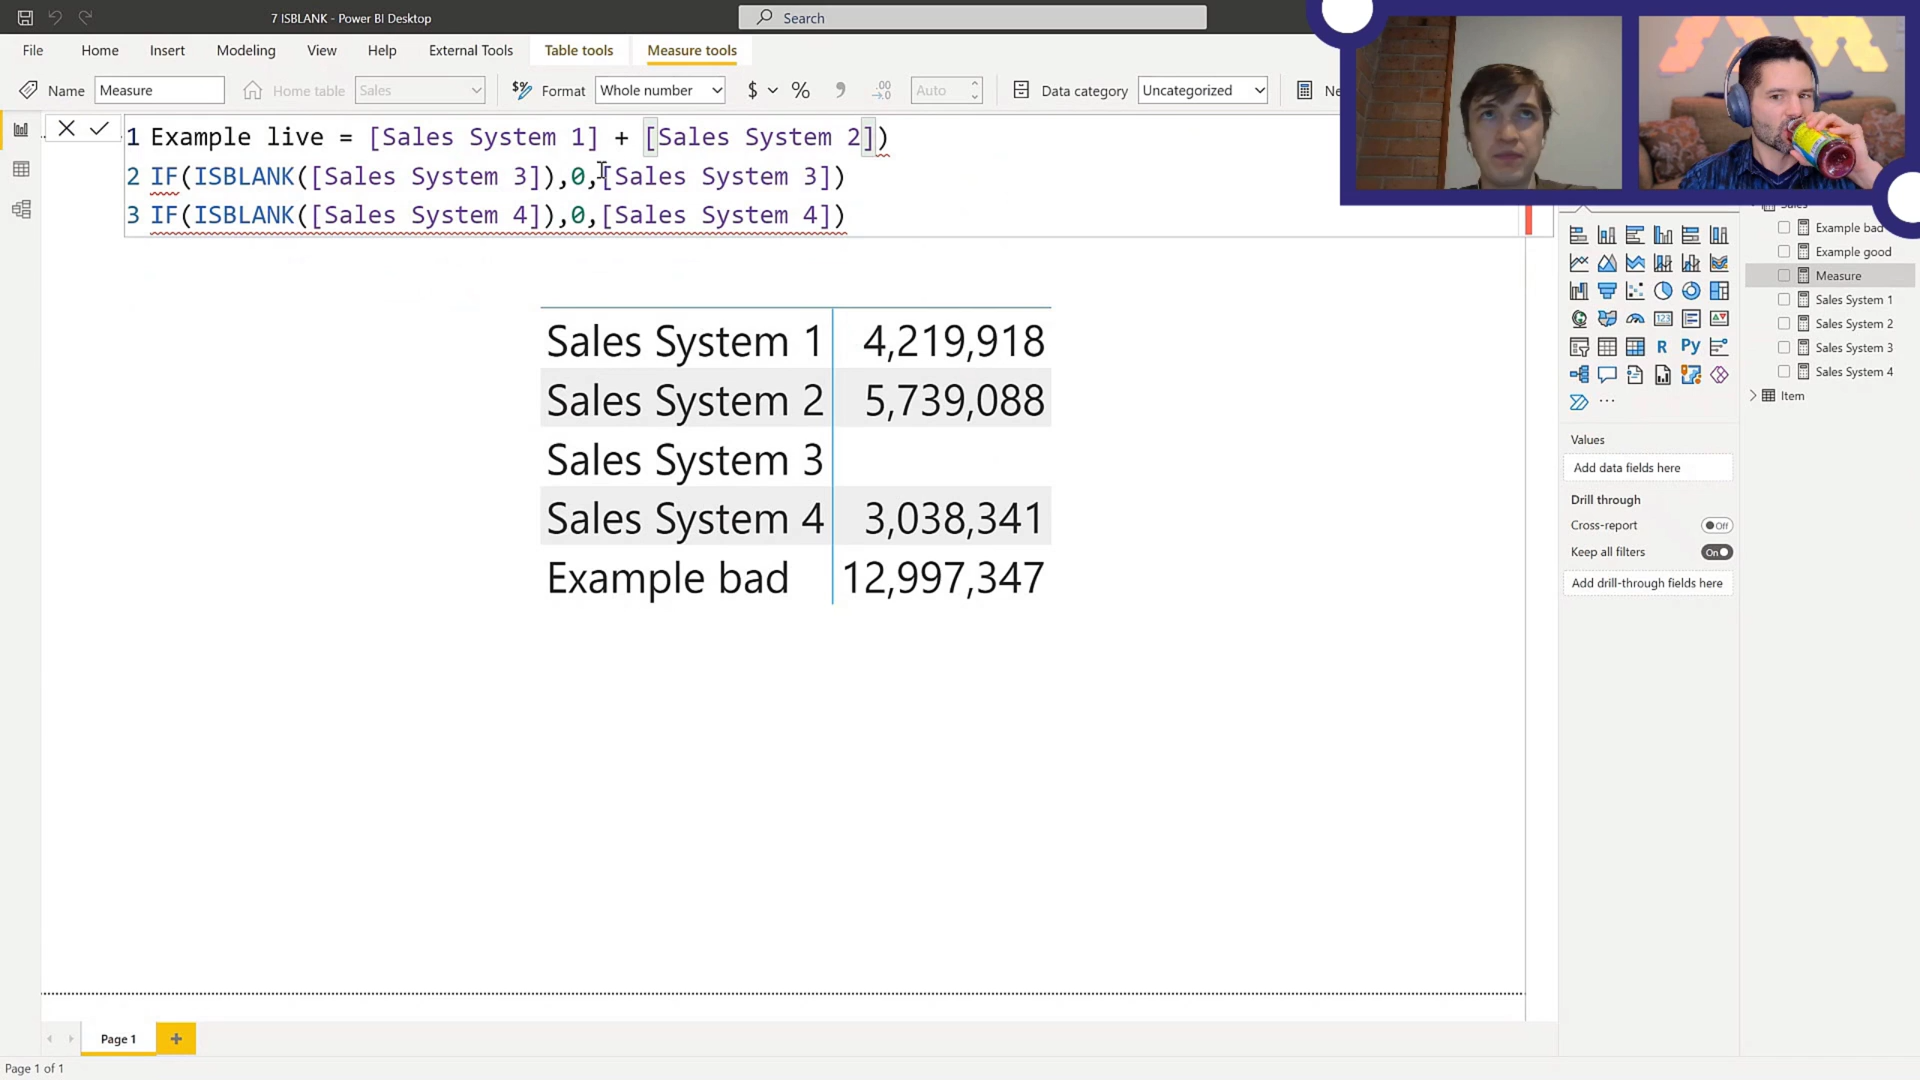 7 ISBLANK - Power BI Desktop
Search
File Home Insert Modeling View Help External Tools Table tools Measure tools
Name Measure Home table Sales Format Whole number $ % Auto Data category Uncategorized
1 Example live = [Sales System 1] + [Sales System 2])
2 IF(ISBLANK([Sales System 3]),0,[Sales System 3])
3 IF(ISBLANK([Sales System 4]),0,[Sales System 4])
Sales System 1 4,219,918
Sales System 2 5,739,088
Sales System 3
Sales System 4 3,038,341
Example bad 12,997,347
R Py
123
Values
Add data fields here
Drill through
Cross-report Off
Keep all filters On
Add drill-through fields here
Sales
Example bad
Example good
Measure
Sales System 1
Sales System 2
Sales System 3
Sales System 4
Item
Page 1
Page 1 of 1